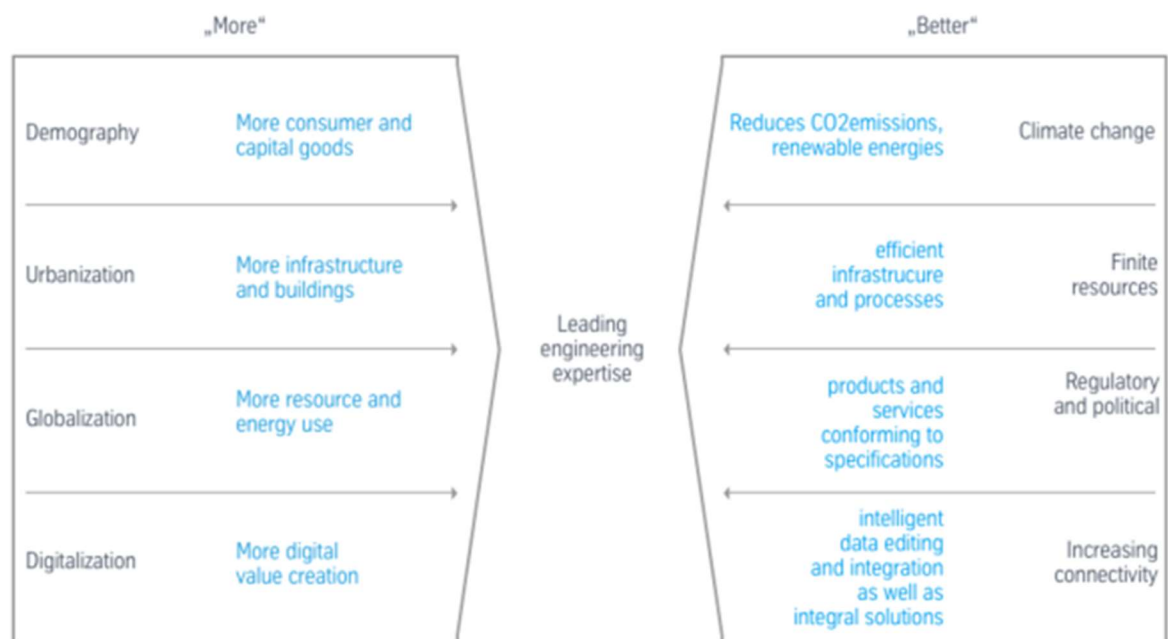 „More“
„Better“
Demography
More consumer and
capital goods
Reduces CO2emissions,
renewable energies
Climate change
Urbanization
More infrastructure
and buildings
efficient
infrastrucure
and processes
Finite
resources
Leading
engineering
expertise
Globalization
More resource and
energy use
products and
services
conforming to
specifications
Regulatory
and political
Digitalization
More digital
value creation
intelligent
data editing
and integration
as well as
integral solutions
Increasing
connectivity